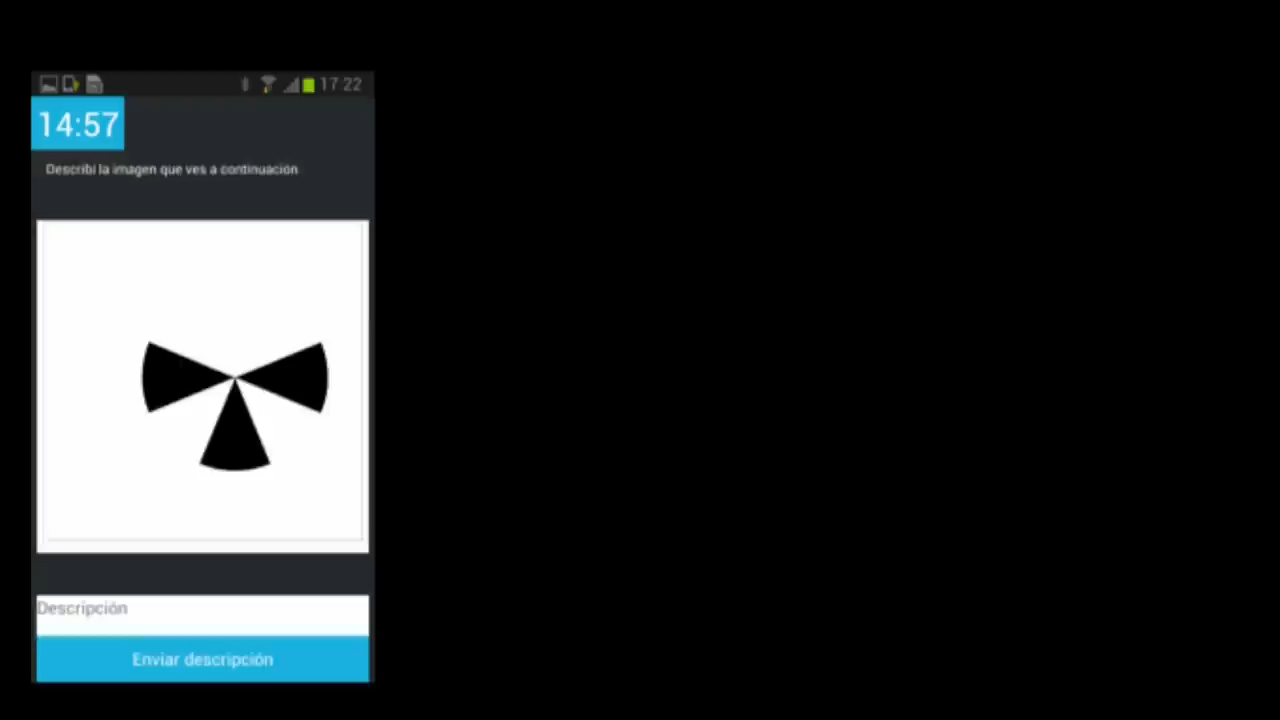 17 22
14:57
Describí la imagen que ves a continuación
Descripción
Enviar descripción